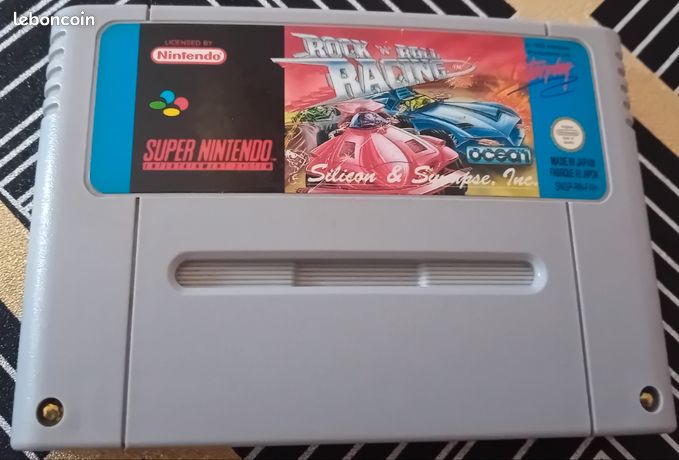 leboncoin
LICENSED BY
Nintendo
SUPER NINTENDO
ENTERTAINMENT SYSTEM
ROCK N' ROLL
RACING
ocean
Silicon & Synapse, Inc.
Interplay
MADE IN JAPAN
FABRIQUÉ AU JAPON